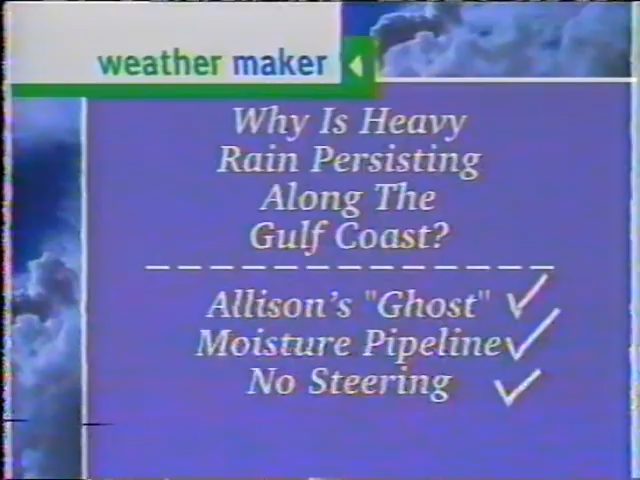 weather maker
Why Is Heavy
Rain Persisting
Along The
Gulf Coast?
Allison's "Ghost"
Moisture Pipeline
No Steering